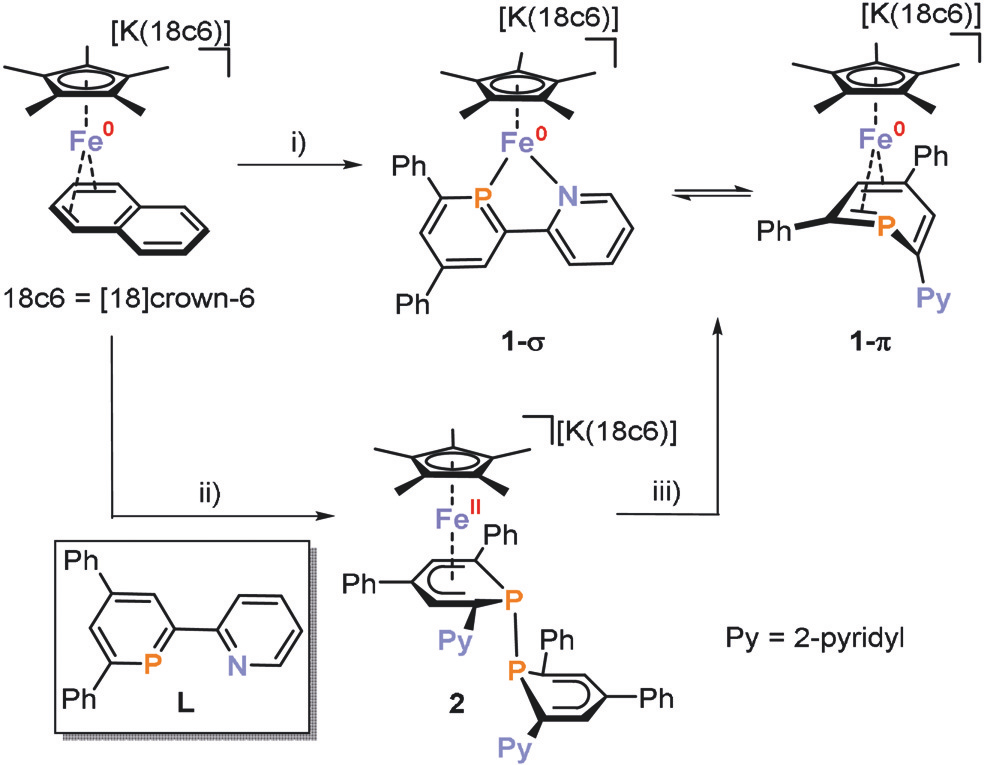 [K(18c6)]
Fe0
18c6 = [18]crown-6
i)
[K(18c6)]
Fe0
Ph
P
N
Ph
1-σ
[K(18c6)]
Fe0
Ph
Ph
P
Py
1-π
ii)
[K(18c6)]
FeII
Ph
Ph
P
Py
P
Ph
Ph
Py
2
iii)
Py = 2-pyridyl
Ph
Ph
P
N
L